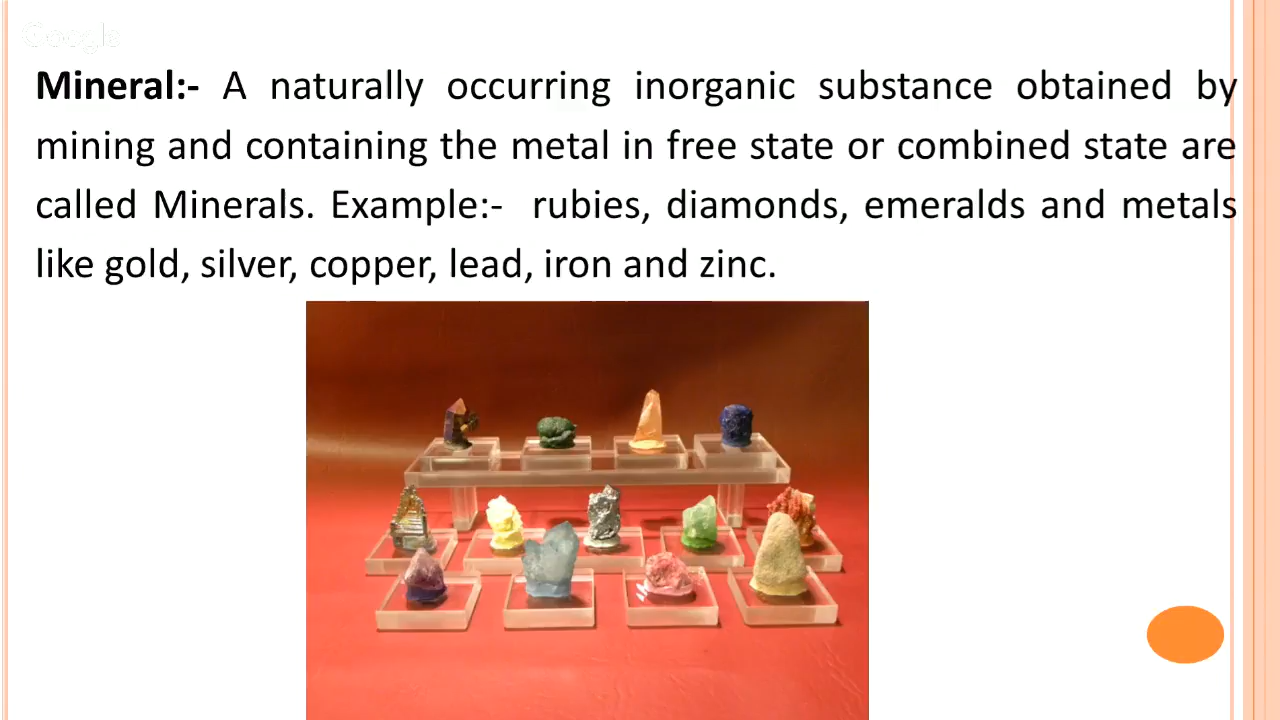 Google
Mineral:- A naturally occurring inorganic substance obtained by
mining and containing the metal in free state or combined state are
called Minerals. Example:- rubies, diamonds, emeralds and metals
like gold, silver, copper, lead, iron and zinc.